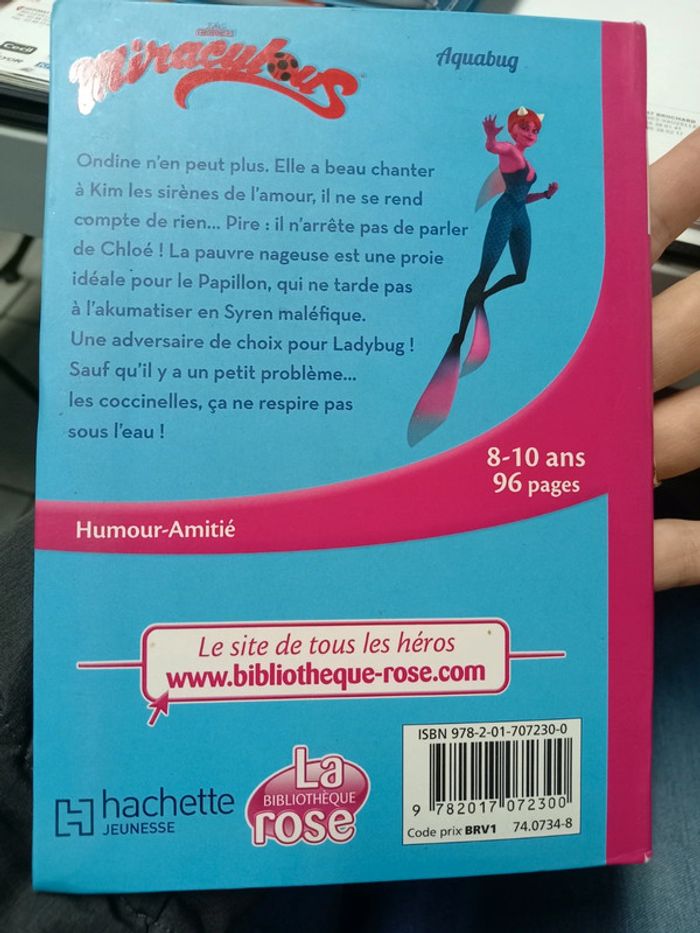 Miraculous
Aquabug
Ondine n'en peut plus. Elle a beau chanter
à Kim les sirènes de l'amour, il ne se rend
compte de rien... Pire : il n'arrête pas de parler
de Chloé ! La pauvre nageuse est une proie
idéale pour le Papillon, qui ne tarde pas
à l'akumatiser en Syren maléfique.
Une adversaire de choix pour Ladybug !
Sauf qu'il y a un petit problème...
les coccinelles, ça ne respire pas
sous l'eau !
8-10 ans
96 pages
Humour-Amitié
Le site de tous les héros
www.bibliotheque-rose.com
ISBN 978-2-01-707230-0
9 782017 072300
Code prix BRV1 74.0734-8
hachette
JEUNESSE
La
BIBLIOTHÈQUE
rose